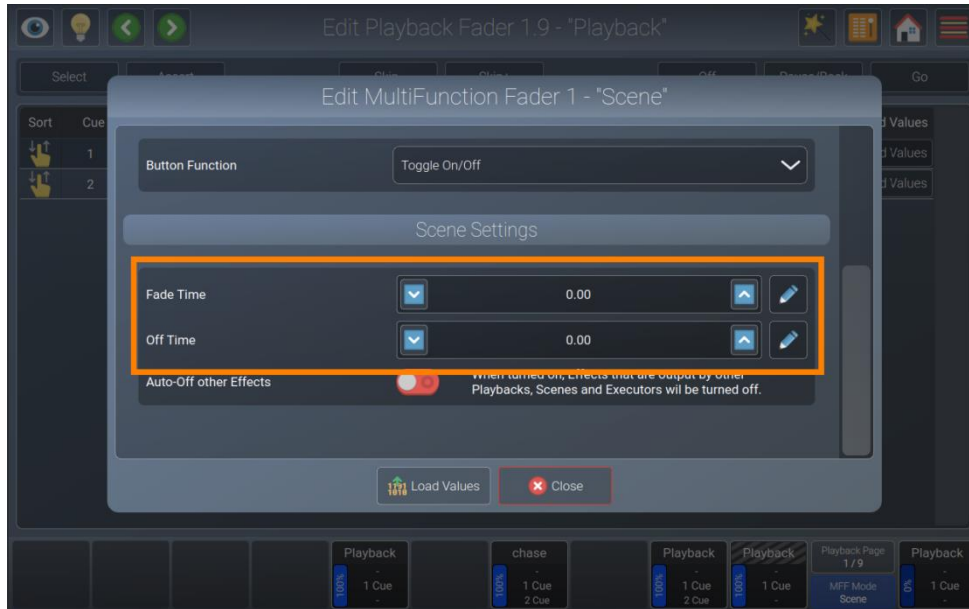 Edit Playback Fader 1.9 - "Playback"
Select
Off
Go
Edit MultiFunction Fader 1 - "Scene"
Sort
Cue
d Values
1
d Values
2
d Values
Button Function
Toggle On/Off
Scene Settings
Fade Time
0.00
Off Time
0.00
Auto-Off other Effects
When turned on, Effects that are output by other
Playbacks, Scenes and Executors will be turned off.
Load Values
Close
Playback
-
1 Cue
-
100%
chase
-
1 Cue
2 Cue
100%
Playback
-
1 Cue
2 Cue
100%
Playback
-
1 Cue
-
100%
Playback Page
1/9
MFF Mode
Scene
Playback
-
1 Cue
-
0%